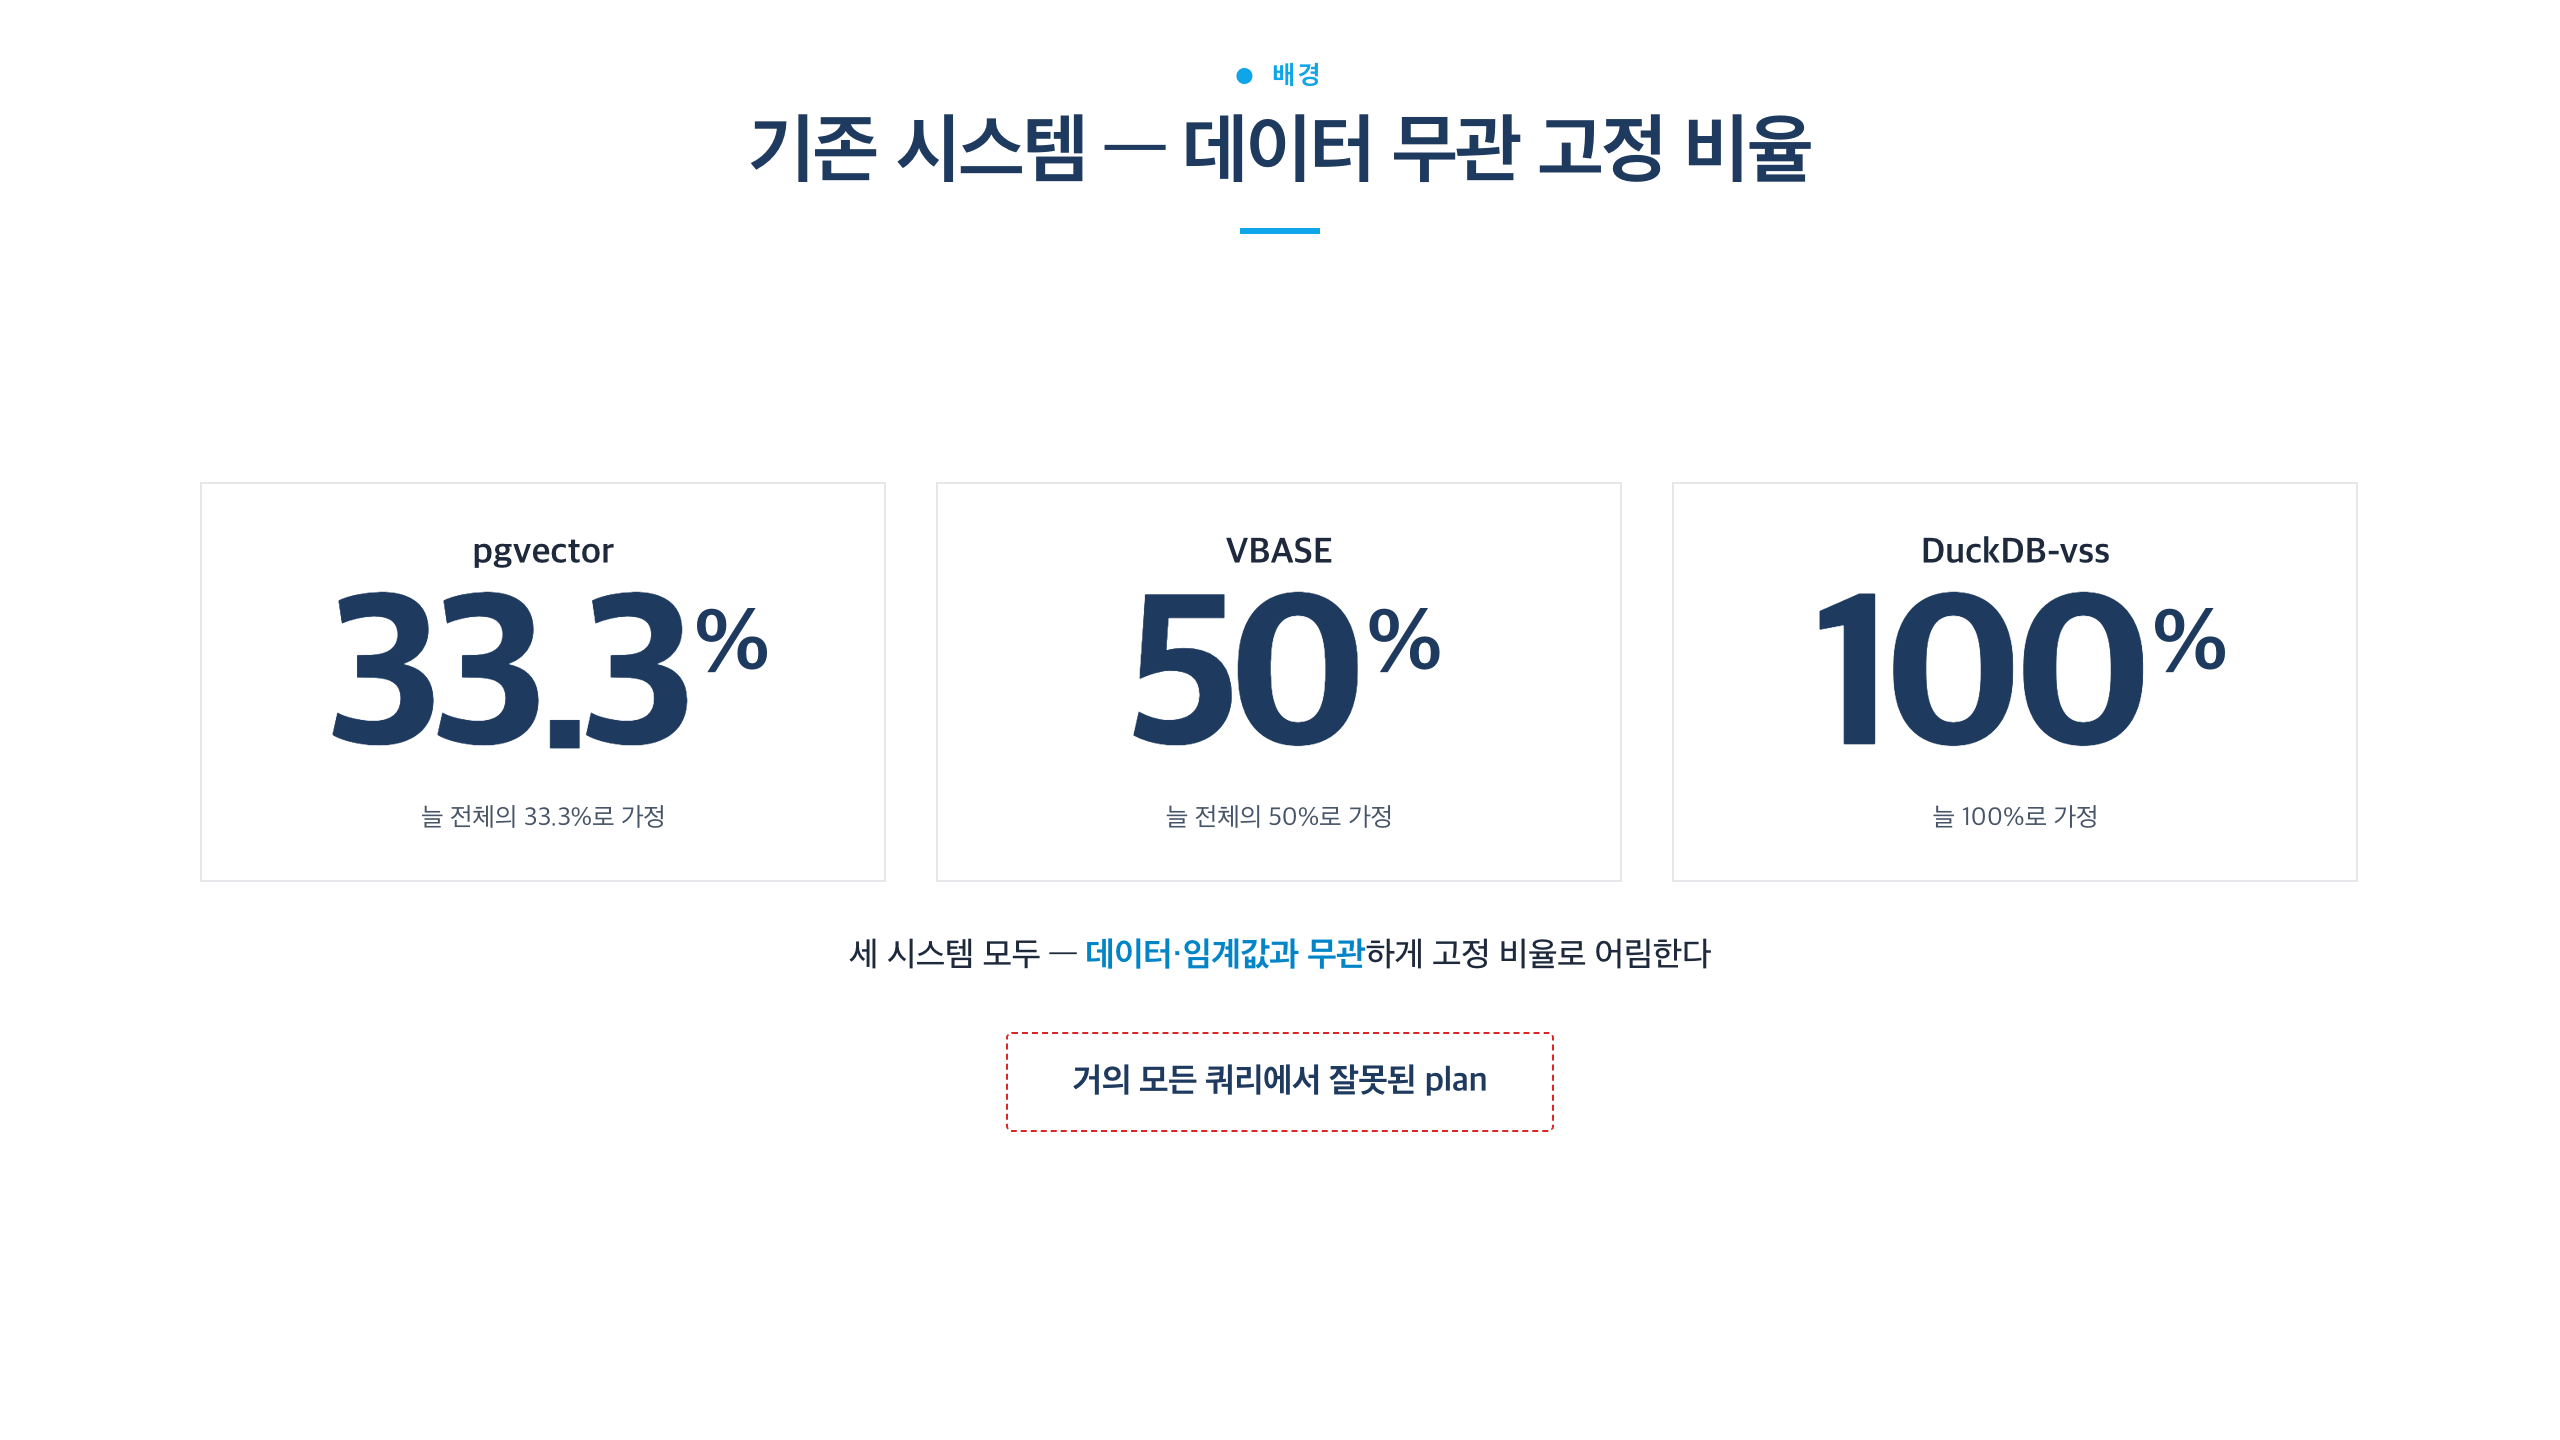 배경
기존 시스템 — 데이터 무관 고정 비율
pgvector
33.3%
늘 전체의 33.3%로 가정
VBASE
50%
늘 전체의 50%로 가정
DuckDB-vss
100%
늘 100%로 가정
세 시스템 모두 — 데이터·임계값과 무관하게 고정 비율로 어림한다
거의 모든 쿼리에서 잘못된 plan